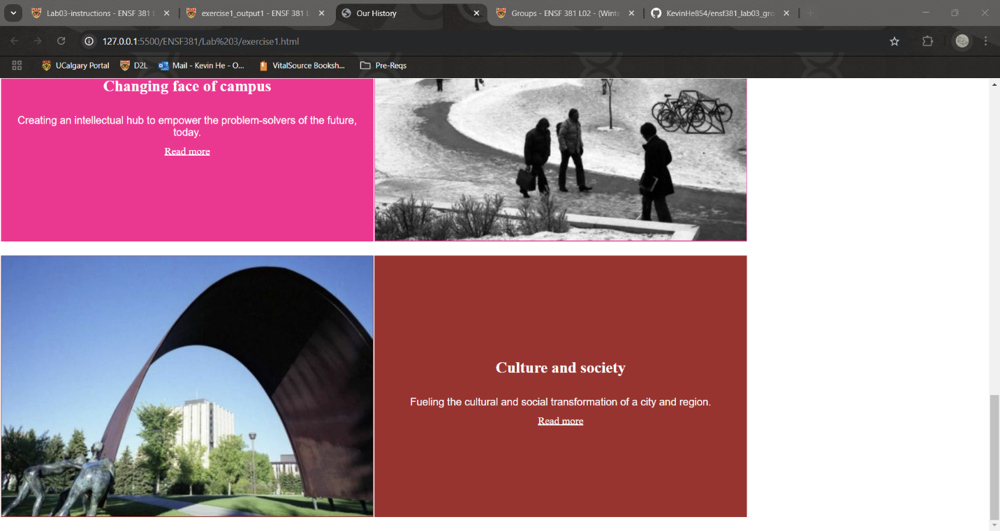 Lab03-instructions - ENSF 381 L
exercise1_output1 - ENSF 381 L
Our History
Groups - ENSF 381 L02 - (Winte
KevinHe854/ensf381_lab03_gro
127.0.0.1:5500/ENSF381/Lab%203/exercise1.html
UCalgary Portal
D2L
Mail - Kevin He - O...
VitalSource Booksh...
Pre-Reqs
Changing face of campus
Creating an intellectual hub to empower the problem-solvers of the future,
today.
Read more
Culture and society
Fueling the cultural and social transformation of a city and region.
Read more